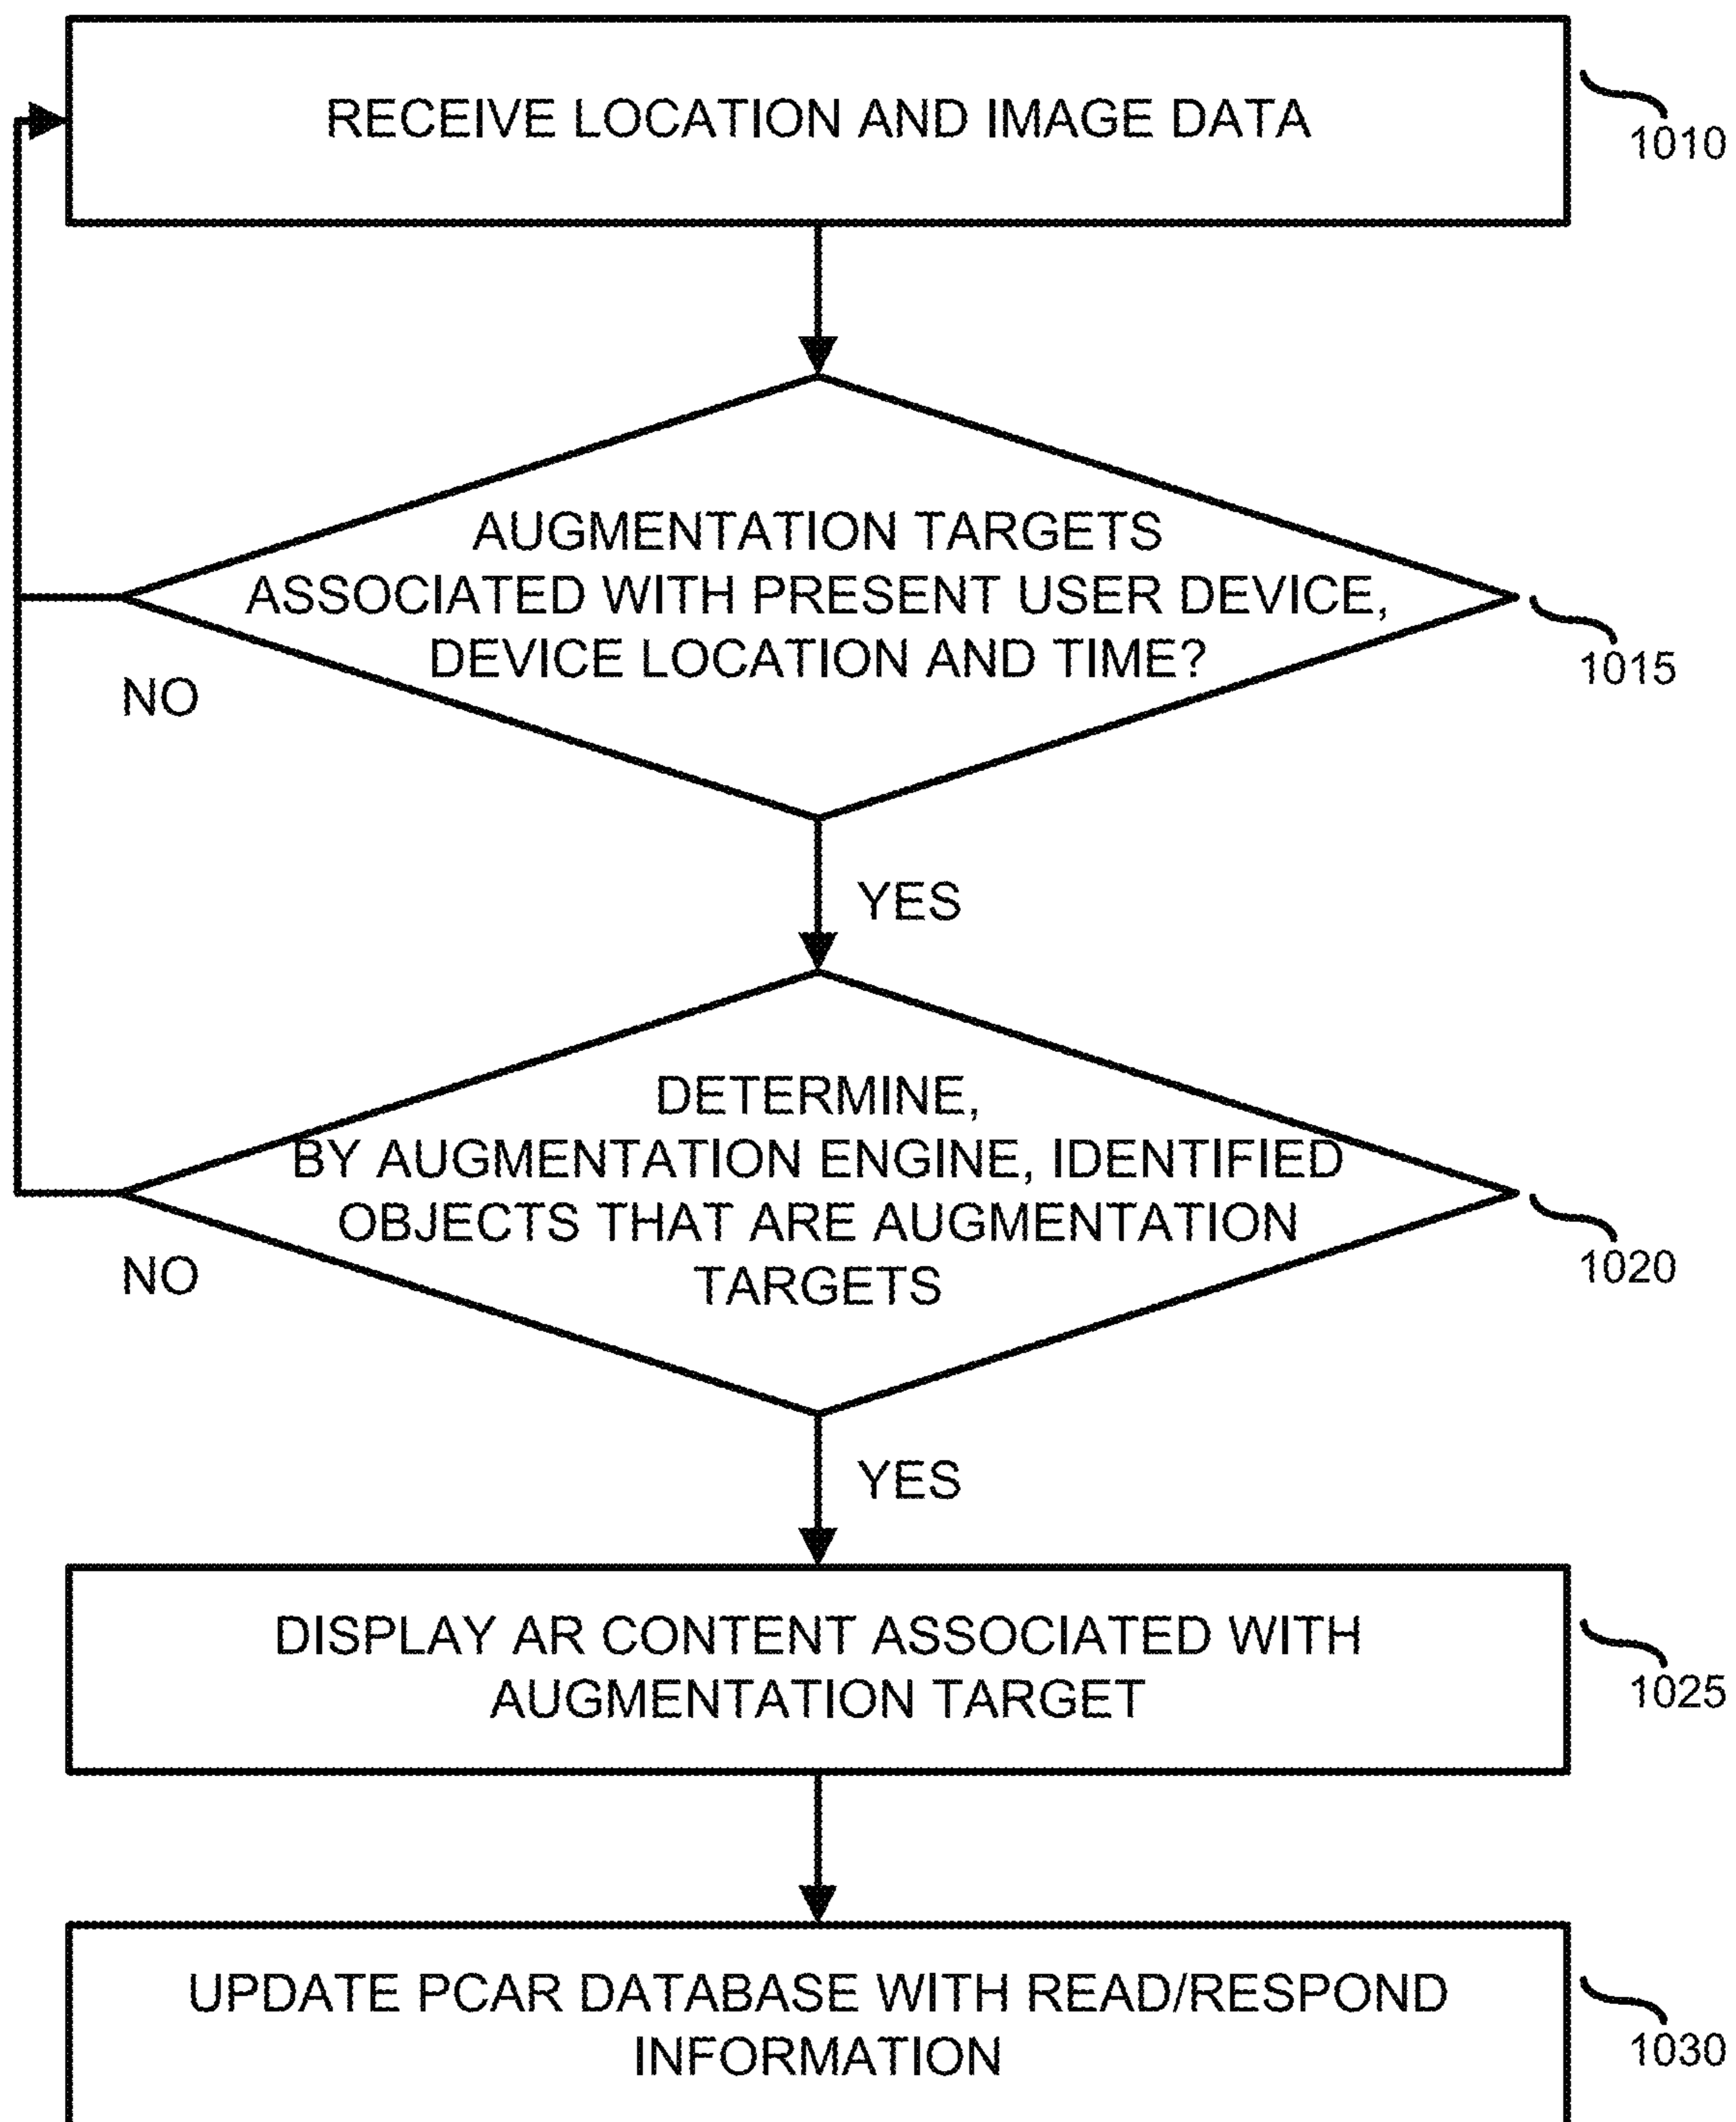 RECEIVE LOCATION AND IMAGE DATA
1010
AUGMENTATION TARGETS
ASSOCIATED WITH PRESENT USER DEVICE,
DEVICE LOCATION AND TIME?
1015
NO
YES
DETERMINE,
BY AUGMENTATION ENGINE, IDENTIFIED
OBJECTS THAT ARE AUGMENTATION
TARGETS
1020
NO
YES
DISPLAY AR CONTENT ASSOCIATED WITH
AUGMENTATION TARGET
1025
UPDATE PCAR DATABASE WITH READ/RESPOND
INFORMATION
1030